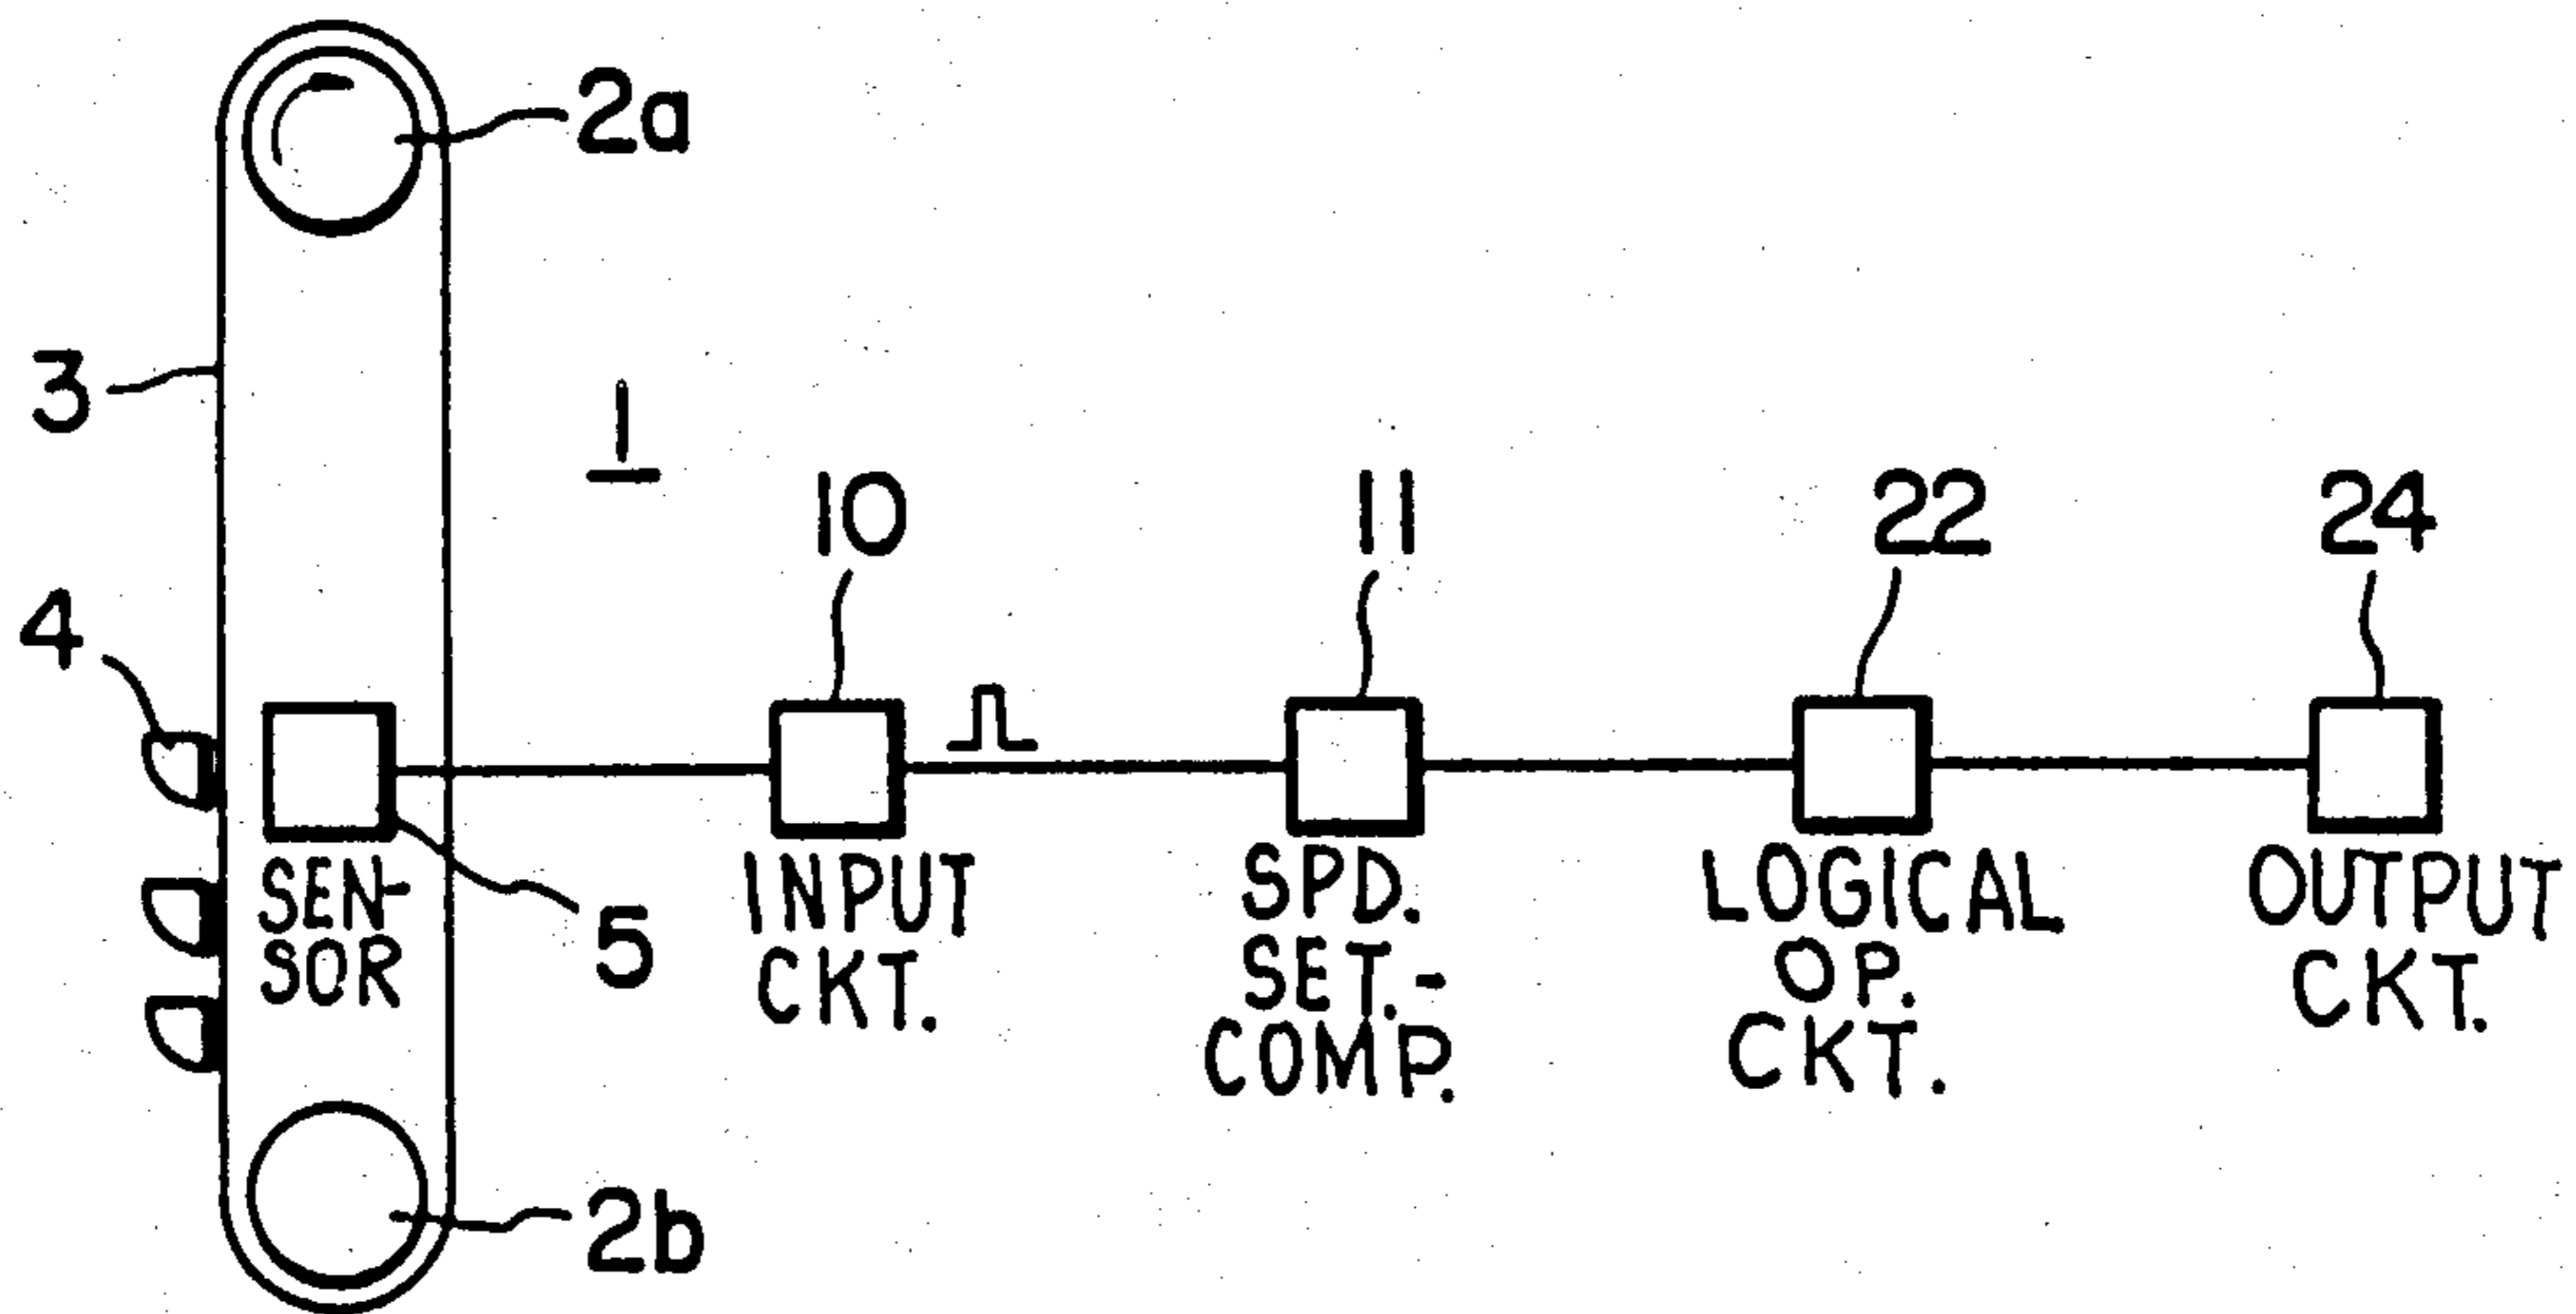 2a
3
1
10
11
22
24
4
SEN-
SOR
5
INPUT
CKT.
SPD.
SET.-
COMP.
LOGICAL
OP.
CKT.
OUTPUT
CKT.
2b